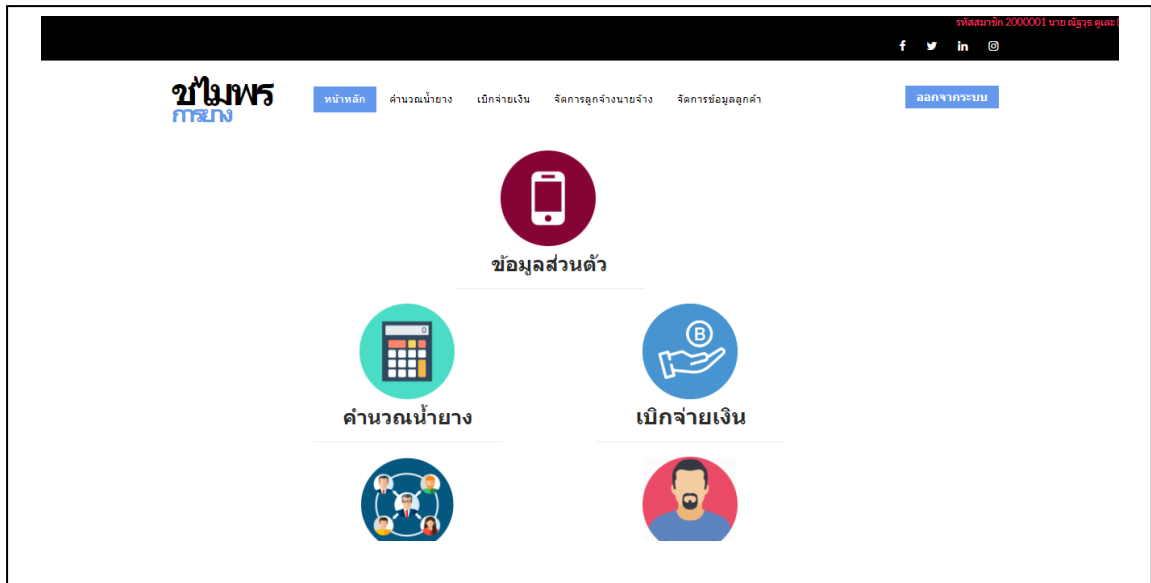 รหัสสมาชิก 2000001 นาย ณัฐวุธ
ชไมพร
การยาง
หน้าหลัก คำนวณน้ำยาง เบิกจ่ายเงิน จัดการลูกจ้างนายจ้าง จัดการข้อมูลลูกค้า ออกจากระบบ
ข้อมูลส่วนตัว
B
0
คำนวณน้ำยาง เบิกจ่ายเงิน